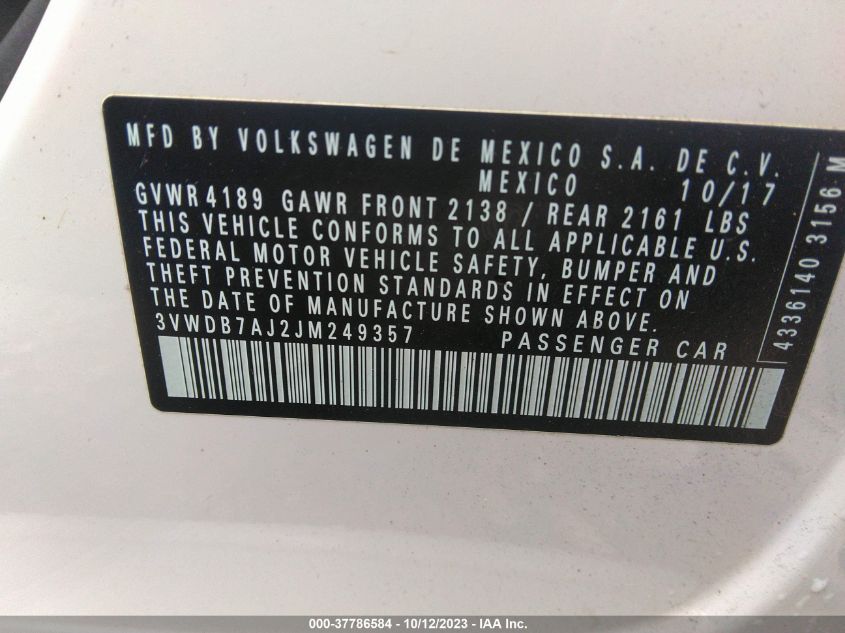 MFD BY VOLKSWAGEN DE MEXICO S.A. DE C.V.
MEXICO 10/17
GVWR 4189 GAWR FRONT 2138 / REAR 2161 LBS
THIS VEHICLE CONFORMS TO ALL APPLICABLE U.S.
FEDERAL MOTOR VEHICLE SAFETY, BUMPER AND
THEFT PREVENTION STANDARDS IN EFFECT ON
THE DATE OF MANUFACTURE SHOWN ABOVE.
3VWDB7AJ2JM249357 PASSENGER CAR
4336140 3156 M
000-37786584 - 10/12/2023 - IAA Inc.